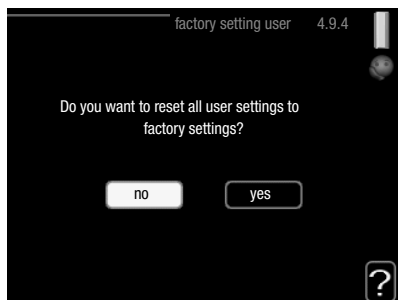 factory setting user 4.9.4
Do you want to reset all user settings to
factory settings?
no yes
?